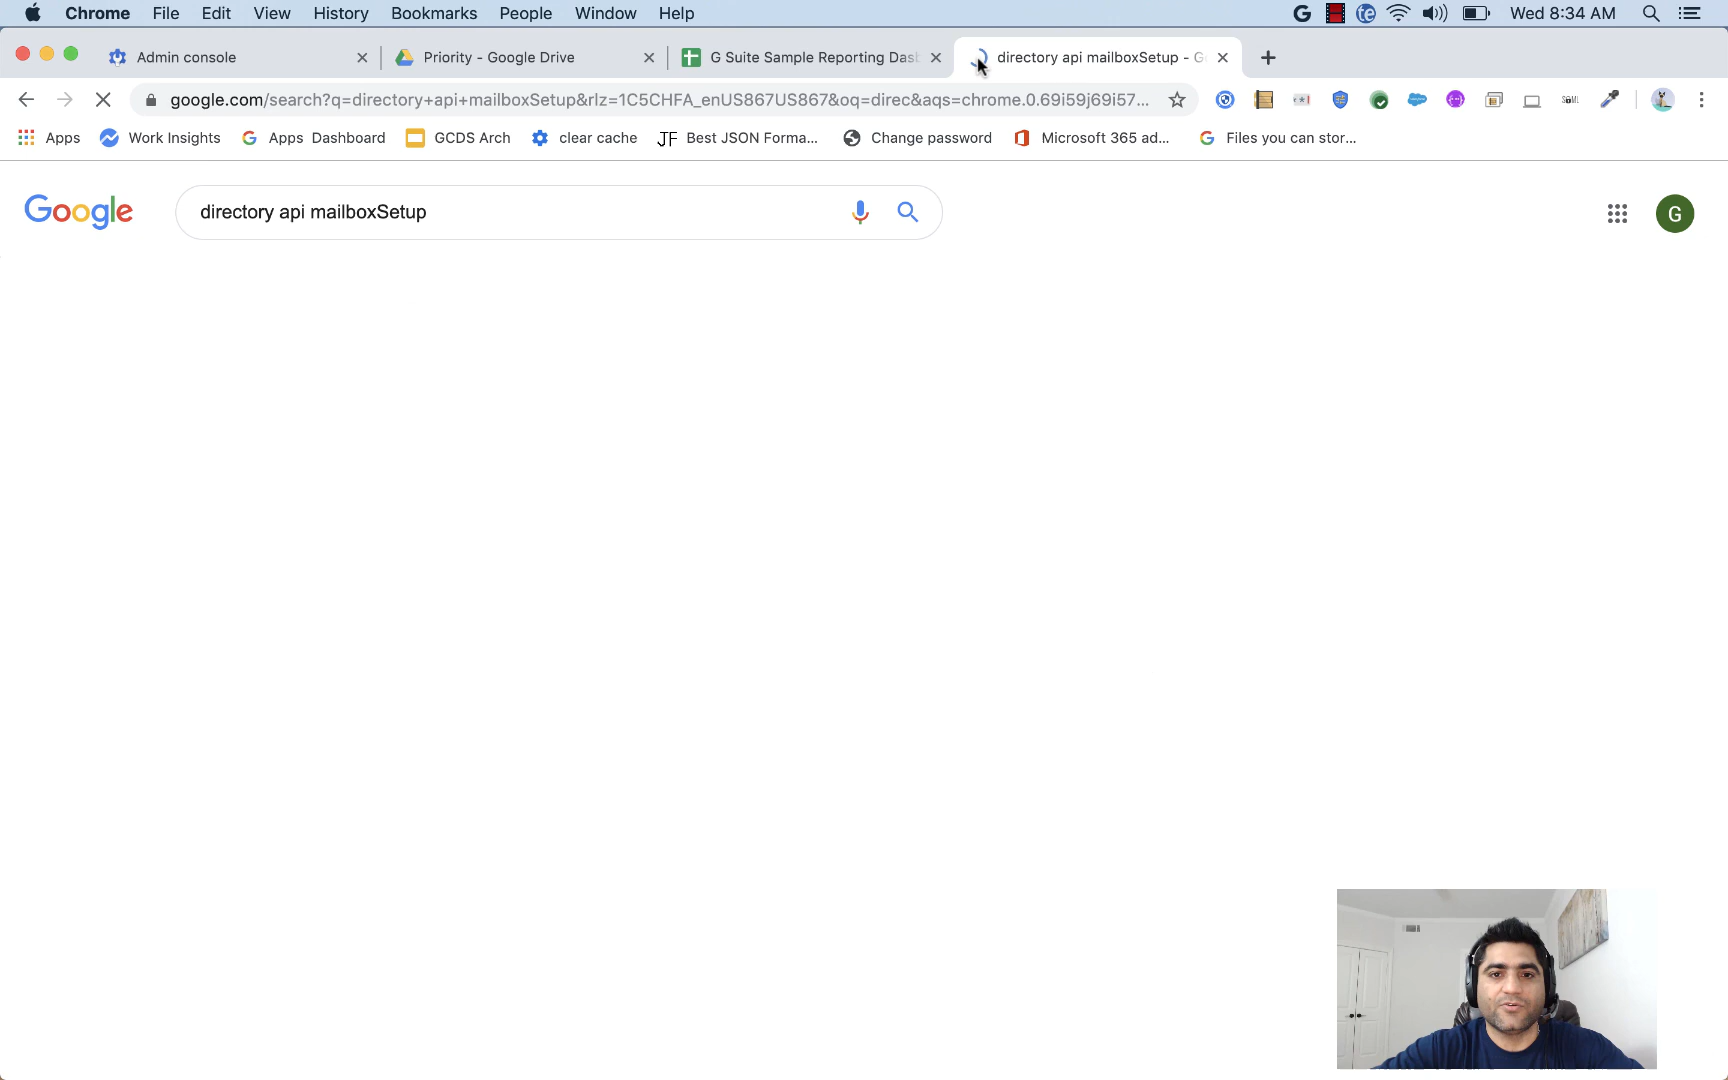 Chrome File Edit View History Bookmarks People Window Help Wed 8:34 AM
Admin console Priority - Google Drive G Suite Sample Reporting Das directory api mailboxSetup - G
google.com/search?q=directory+api+mailboxSetup&rlz=1C5CHFA_enUS867US867&oq=direc&aqs=chrome.0.69i59j69i57...
Apps Work Insights Apps Dashboard GCDS Arch clear cache JF Best JSON Forma... Change password Microsoft 365 ad... Files you can stor...
Google directory api mailboxSetup G